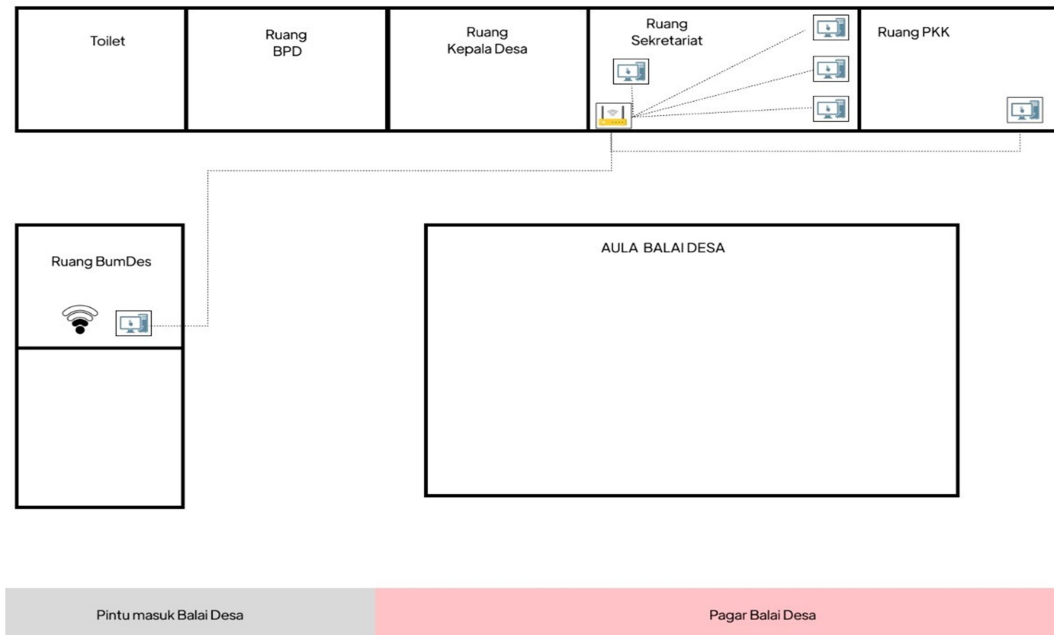 Toilet
Ruang
BPD
Ruang
Kepala Desa
Ruang
Sekretariat
Ruang PKK
Ruang BumDes
AULA BALAI DESA
Pintu masuk Balai Desa
Pagar Balai Desa